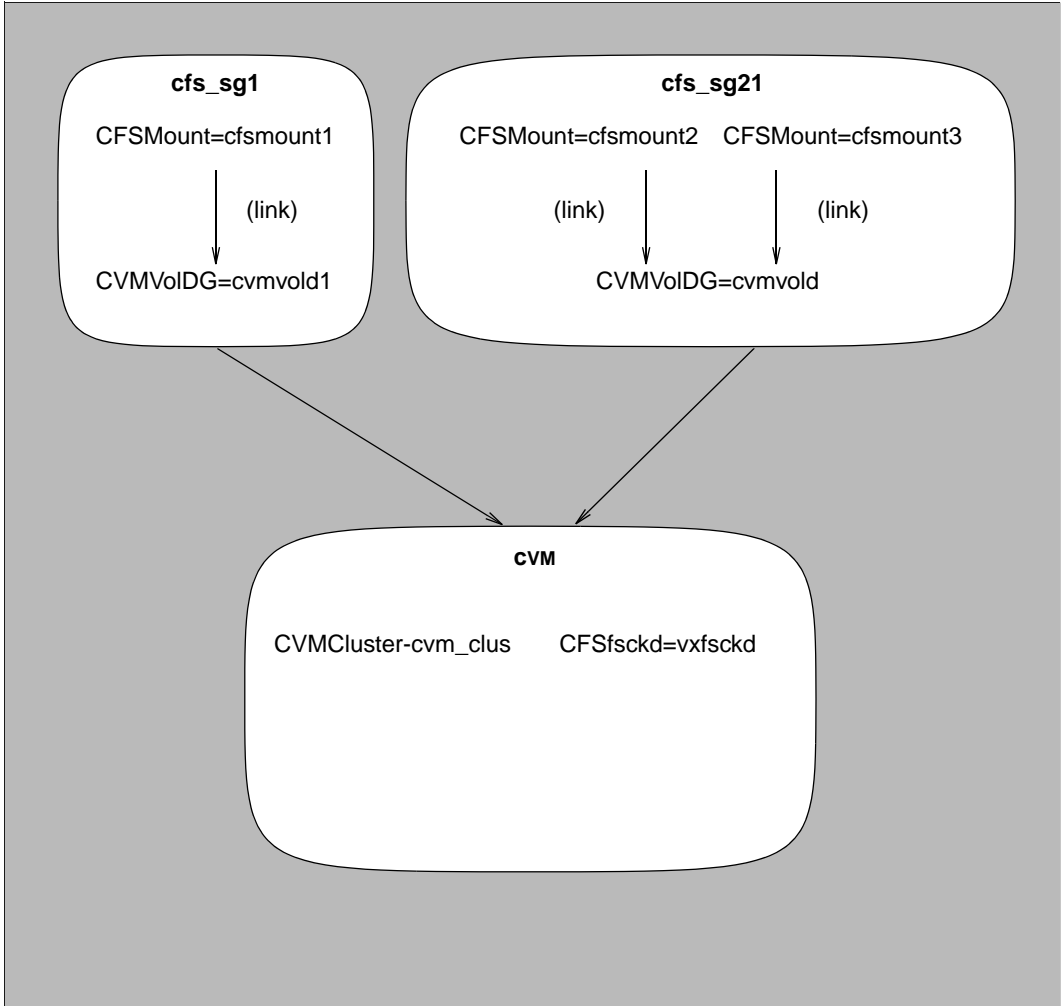 cfs_sg1
cfs_sg21
CFSMount=cfsmount1
CFSMount=cfsmount2 CFSMount=cfsmount3
(link)
(link)
(link)
CVMVolDG=cvmvold1
CVMVolDG=cvmvold
cVM
CVMCluster-cvm_clus CFSfsckd=vxfsckd